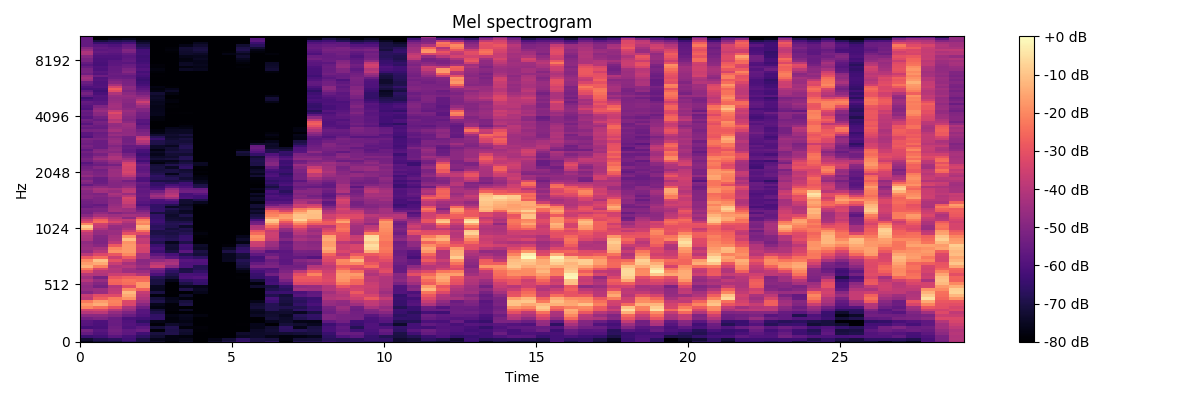 Mel spectrogram
Hz
8192
4096
2048
1024
512
0
0 5 10 15 20 25
Time
+0 dB
-10 dB
-20 dB
-30 dB
-40 dB
-50 dB
-60 dB
-70 dB
-80 dB